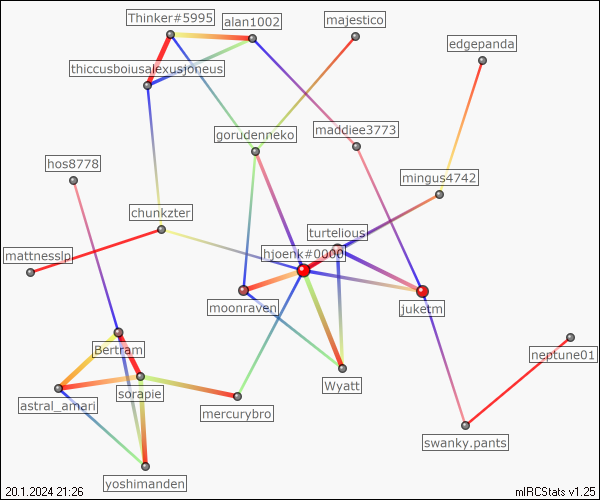 Thinker#5995
alan1002
majestico
edgepanda
thiccusboiusalexusjoneus
gorudenneko
maddiee3773
hos8778
mingus4742
chunkzter
turtelious
mattnesslp
hjoenk#0000
moonraven
juketm
Bertram
neptune01
Wyatt
astral_amari
sorapie
mercurybro
swanky.pants
yoshimanden
20.1.2024 21:26
mIRCStats v1.25